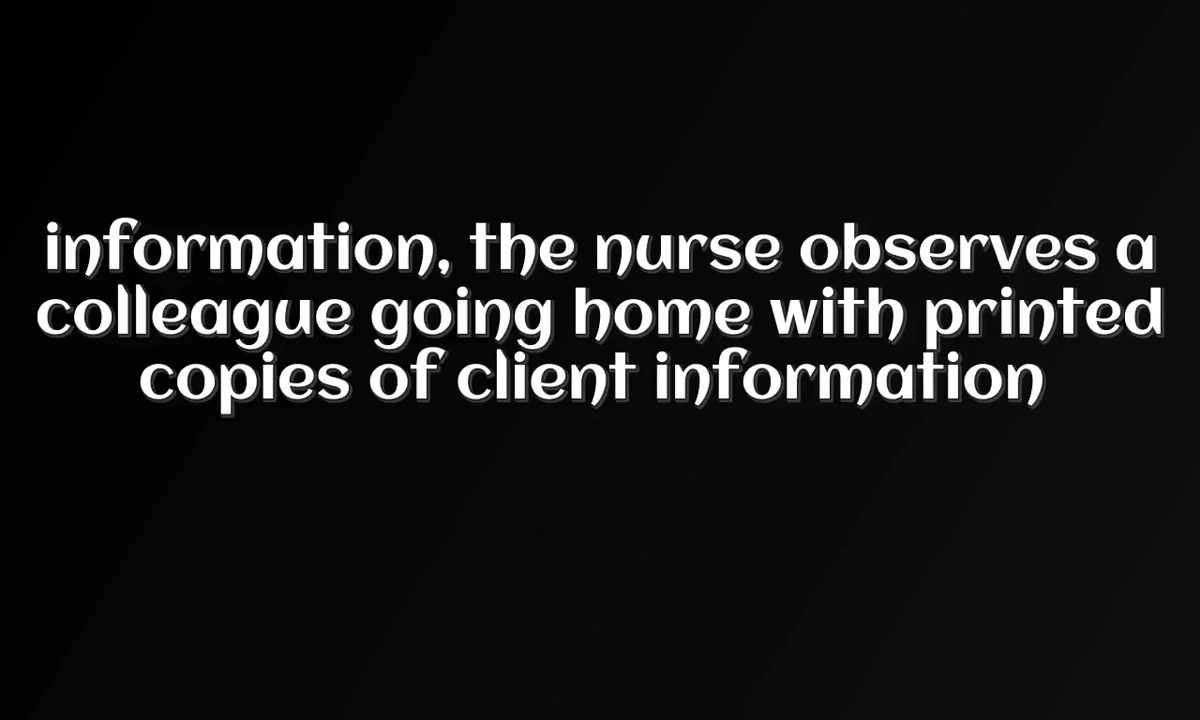 information, the nurse observes a
colleague going home with printed
copies of client information